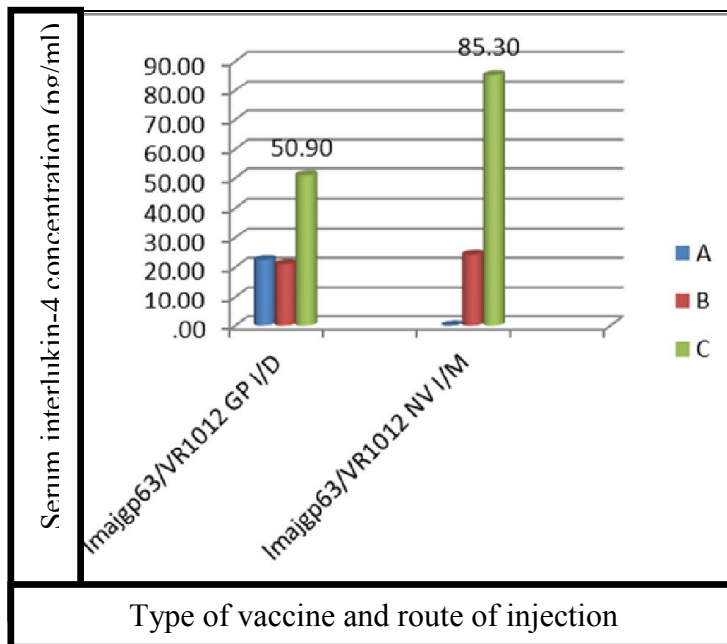 Serum interlukin-4 concentration (ng/ml)
90.00
80.00
70.00
60.00
50.00
40.00
30.00
20.00
10.00
.00
50.90
85.30
A
B
C
lmajgp63/VR1012 GP I/D
lmajgp63/VR1012 NV I/M
Type of vaccine and route of injection